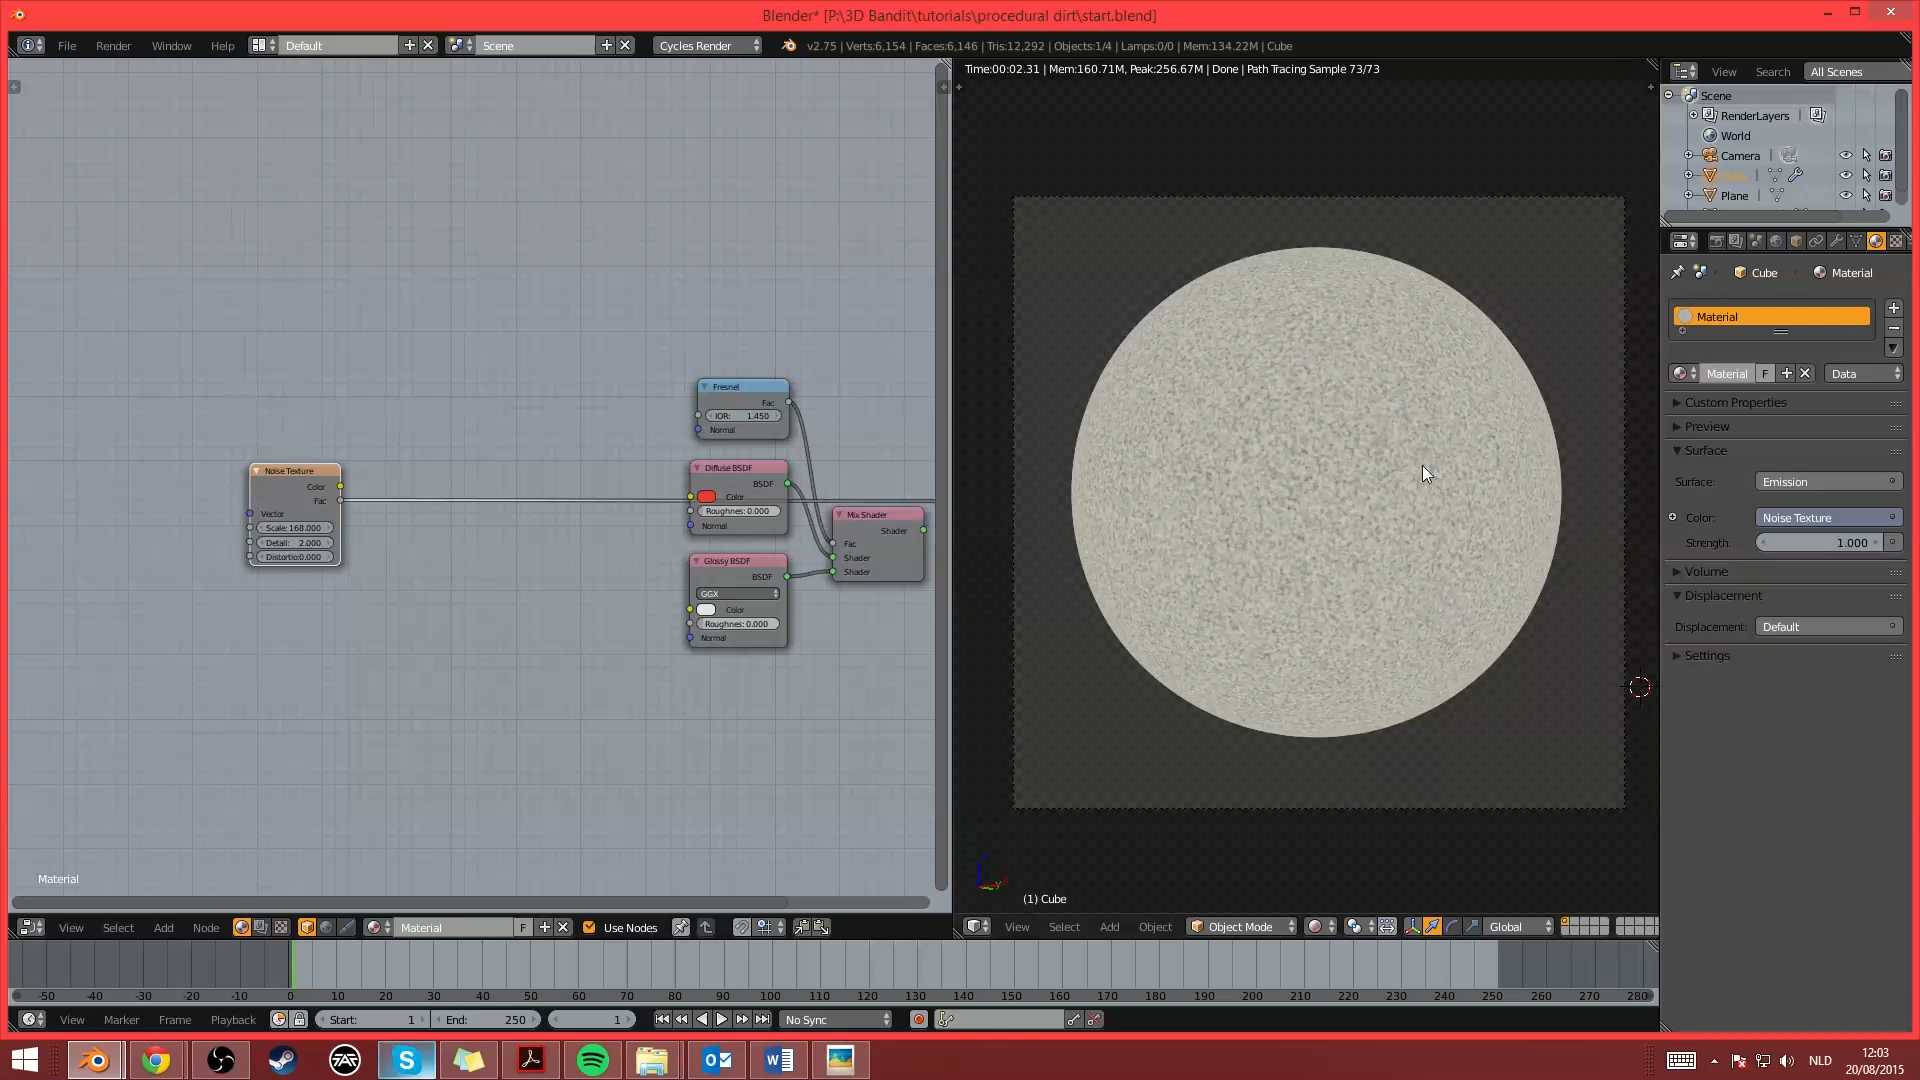 Blender* [P:\3D Bandit\tutorials\procedural dirt\start.blend]
File Render Window Help Default Scene Cycles Render v2.75 | Verts:6,154 | Faces:6,146 | Tris:12,292 | Objects:1/4 | Lamps:0/0 | Mem:134.22M | Cube
Time:00:02.31 | Mem:160.71M, Peak:256.67M | Done | Path Tracing Sample 73/73
View Search All Scenes
Scene
RenderLayers
World
Camera
Plane
Cube Material
Material
Material F Data
Custom Properties
Preview
Surface
Surface: Emission
Color: Noise Texture
Strength: 1.000
Volume
Displacement
Displacement: Default
Settings
Fresnel
Fac
IOR: 1.450
Normal
Noise Texture
Color
Fac
Vector
Scale: 168.000
Detail: 2.000
Distortio:0.000
Diffuse BSDF
BSDF
Color
Roughnes: 0.000
Normal
Mix Shader
Shader
Fac
Shader
Shader
Glossy BSDF
BSDF
GGX
Color
Roughnes: 0.000
Normal
Material
(1) Cube
View Select Add Node Material F Use Nodes
View Select Add Object Object Mode Global
-50 -40 -30 -20 -10 0 10 20 30 40 50 60 70 80 90 100 110 120 130 140 150 160 170 180 190 200 210 220 230 240 250 260 270 280
View Marker Frame Playback Start: 1 End: 250 1 No Sync
NLD
12:03
20/08/2015